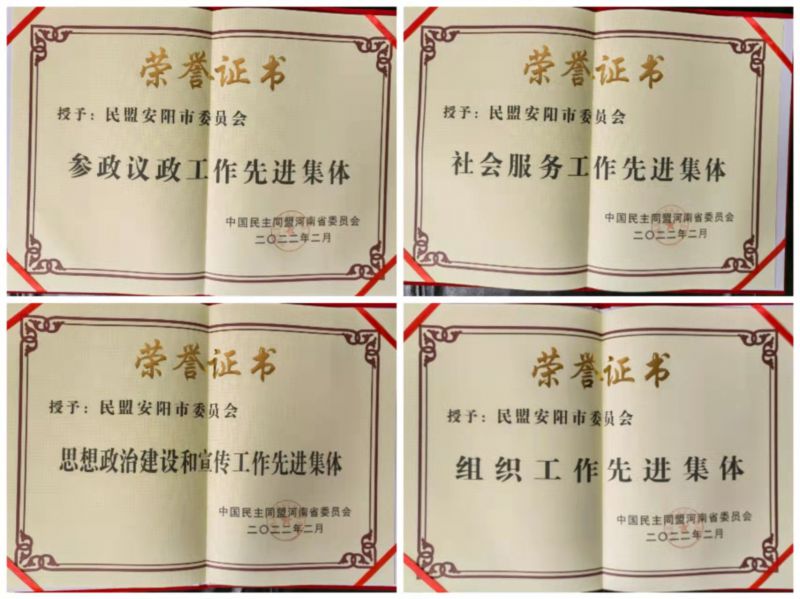 荣誉证书
授予：民盟安阳市委员会
参政议政工作先进集体
中国民主同盟河南省委员会
二〇二二年二月
荣誉证书
授予：民盟安阳市委员会
社会服务工作先进集体
中国民主同盟河南省委员会
二〇二二年二月
荣誉证书
授予：民盟安阳市委员会
思想政治建设和宣传工作先进集体
中国民主同盟河南省委员会
二〇二二年二月
荣誉证书
授予：民盟安阳市委员会
组织工作先进集体
中国民主同盟河南省委员会
二〇二二年二月